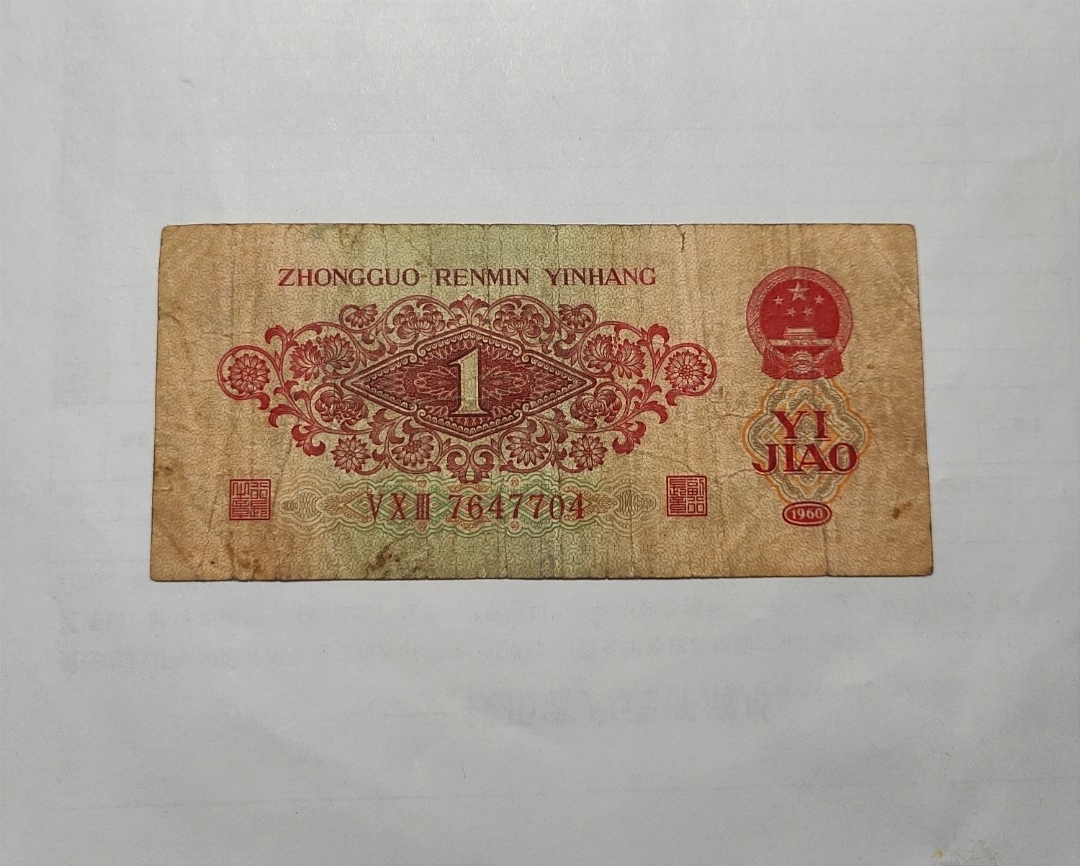 ZHONGGUO RENMIN YINHANG
1
YI
JIAO
VXⅢ 7647704
1960